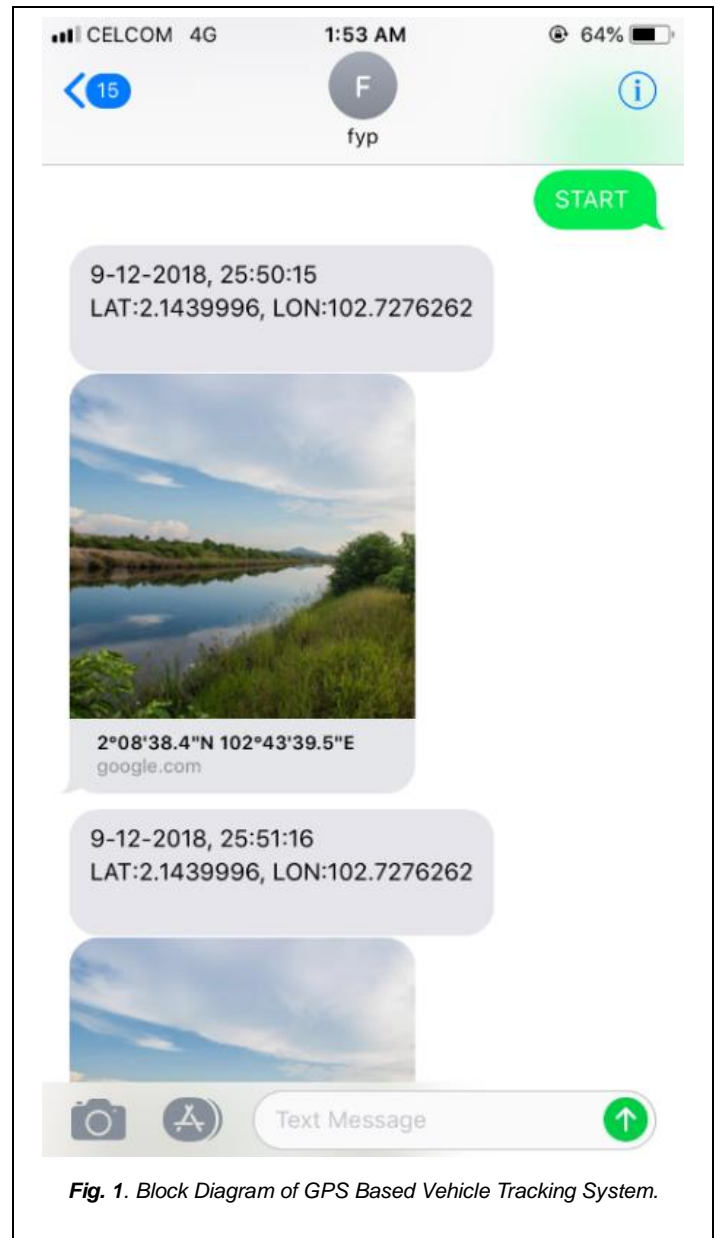 CELCOM 4G 1:53 AM 64%
15
F
fyp
START
9-12-2018, 25:50:15
LAT:2.1439996, LON:102.7276262
2°08'38.4"N 102°43'39.5"E
google.com
9-12-2018, 25:51:16
LAT:2.1439996, LON:102.7276262
Text Message
Fig. 1. Block Diagram of GPS Based Vehicle Tracking System.